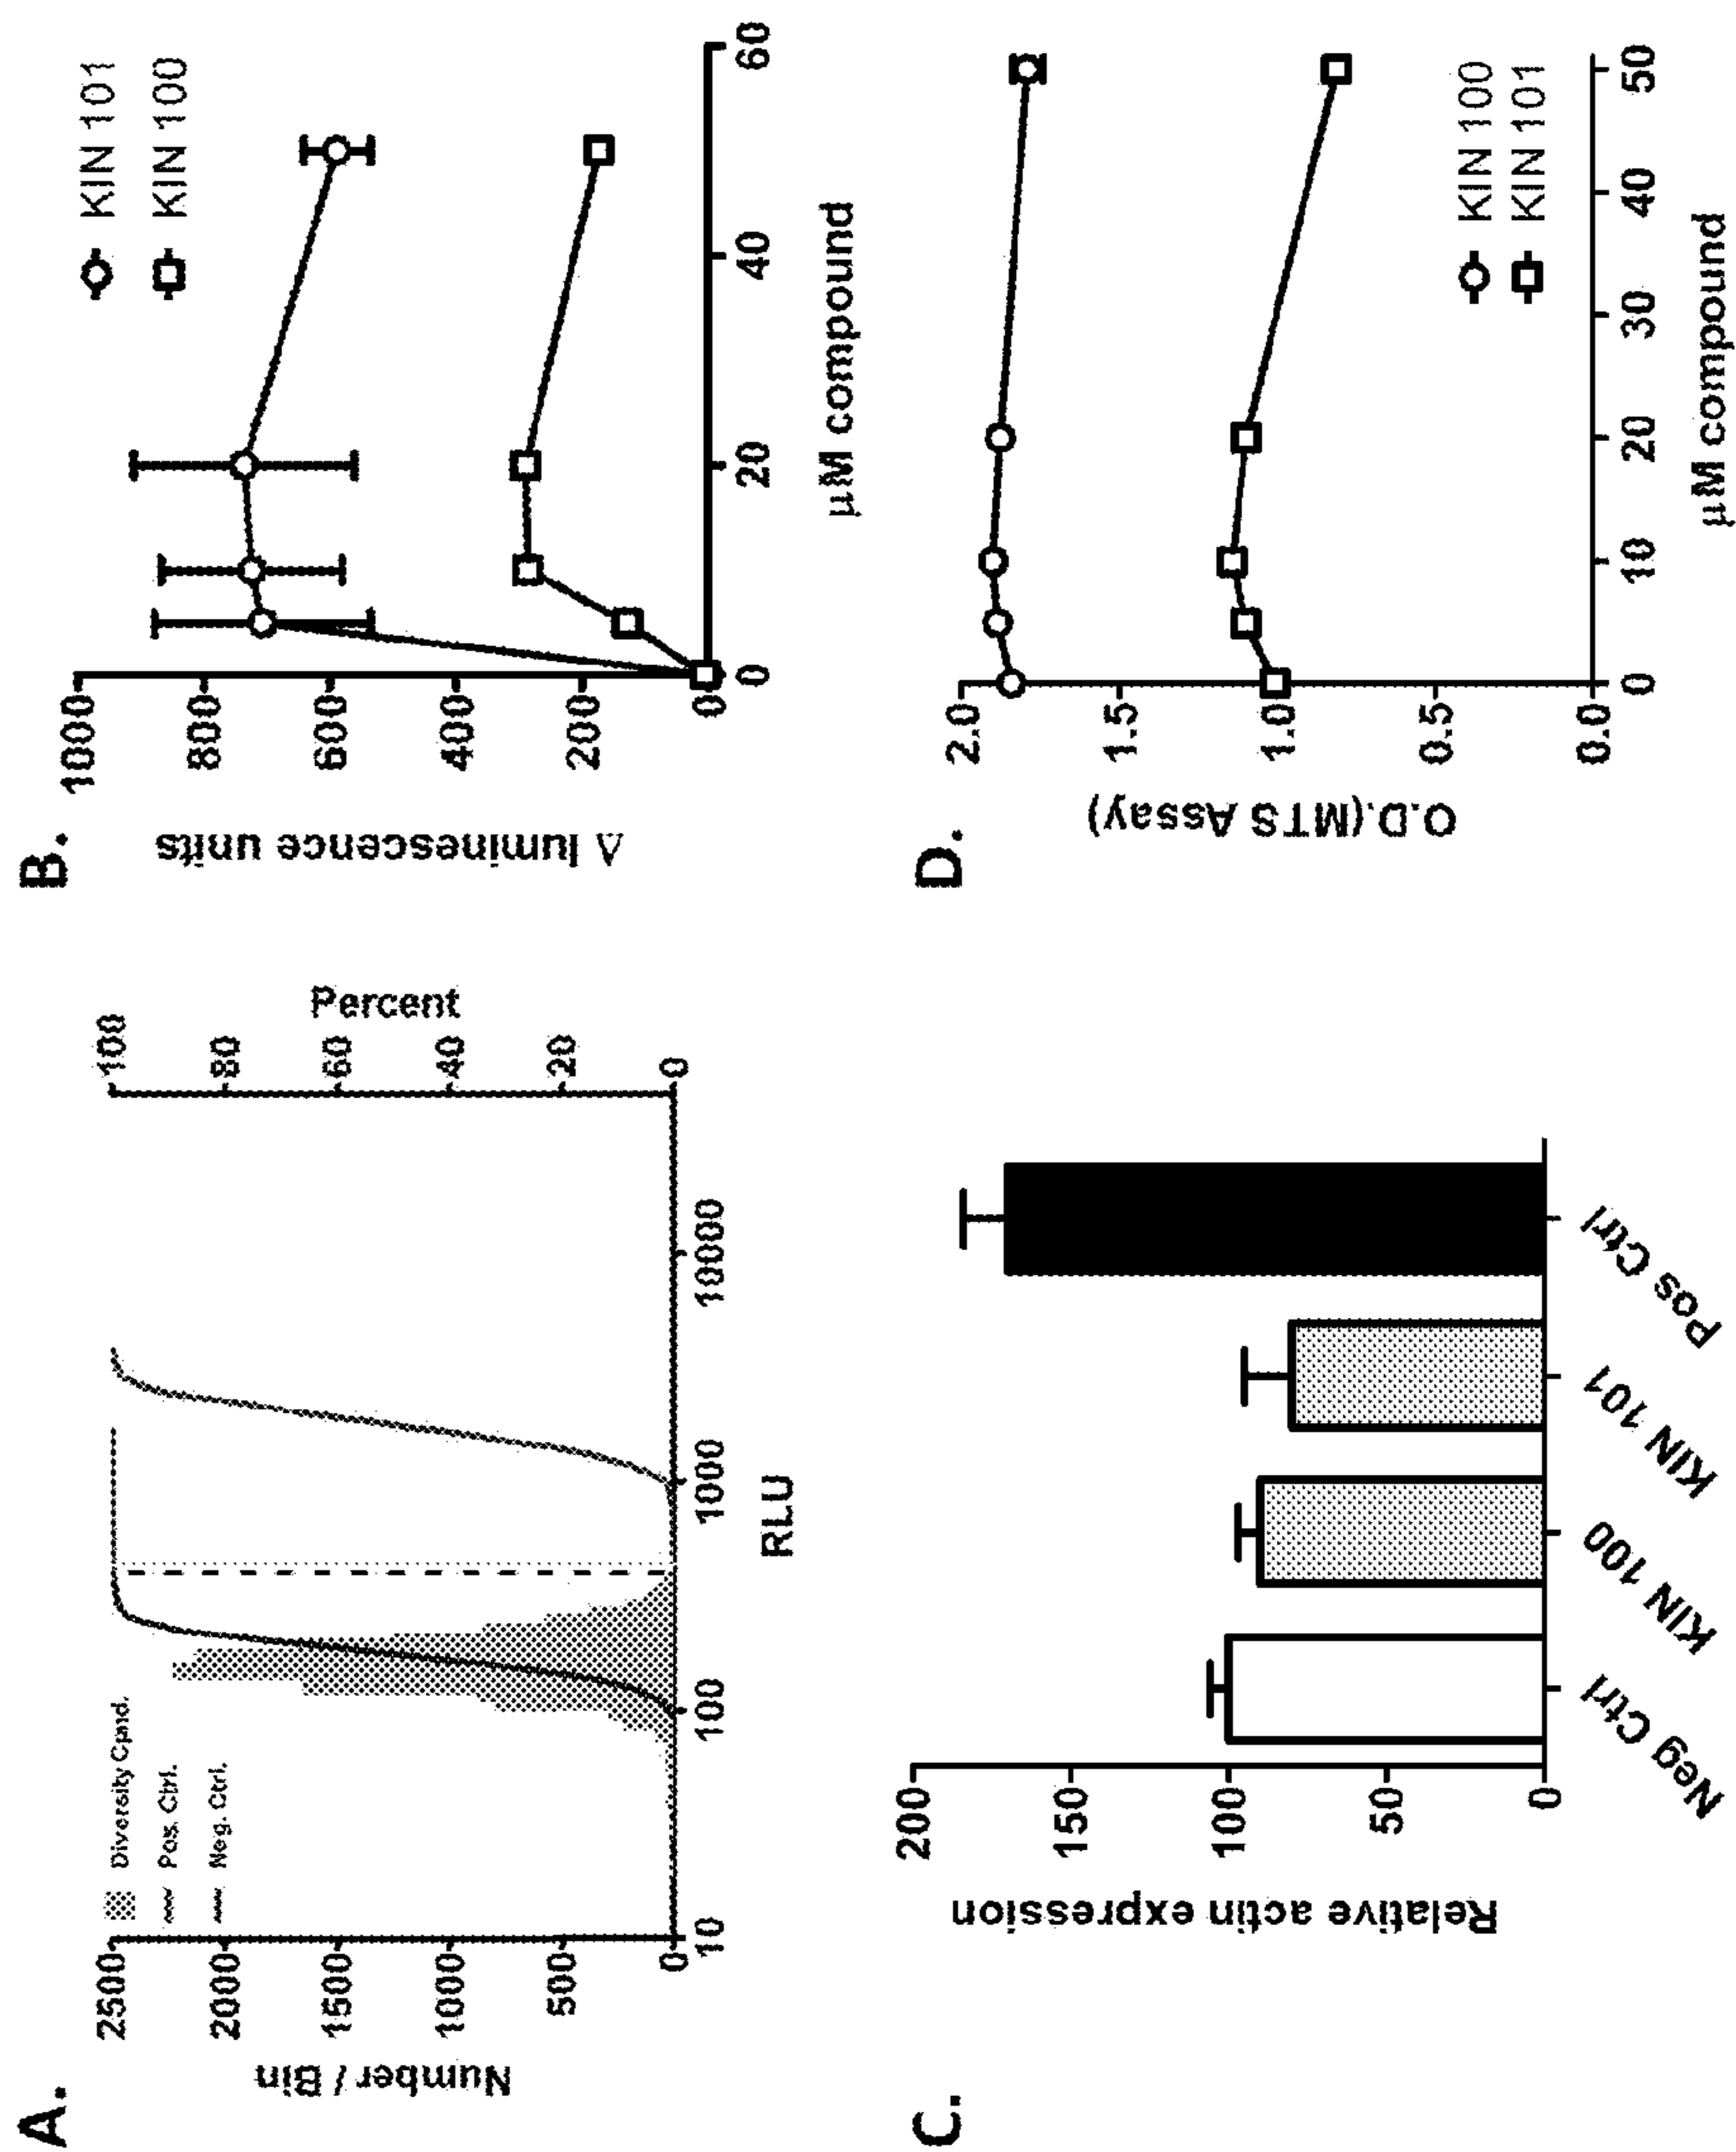 A.
Number / Bin
2500
2000
1500
1000
500
0
Diversity Cpd.
Pos. Ctrl.
Neg. Ctrl.
10
100
1000
10000
RLU
Percent
100
80
60
40
20
0
B.
Δ luminescence units
1000
800
600
400
200
0
KIN 101
KIN 100
0
20
40
60
µM compound
C.
Relative actin expression
200
150
100
50
0
Neg Ctrl
KIN 100
KIN 101
Pos Ctrl
D.
O.D.(MTS Assay)
2.0
1.5
1.0
0.5
0.0
KIN 100
KIN 101
0
10
20
30
40
50
µM compound